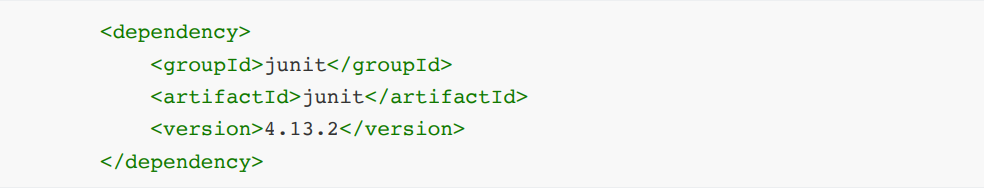 <dependency>
    <groupId>junit</groupId>
    <artifactId>junit</artifactId>
    <version>4.13.2</version>
</dependency>